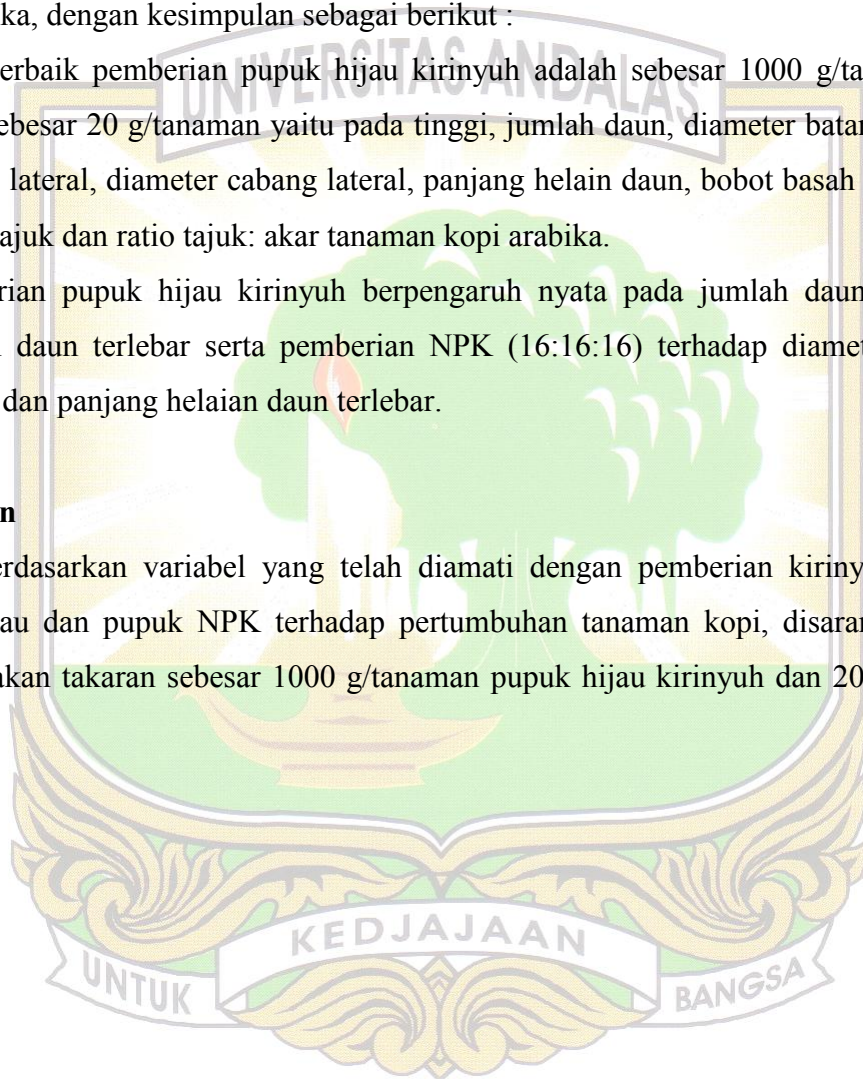 ka, dengan kesimpulan sebagai berikut :
erbaik pemberian pupuk hijau kirinyuh adalah sebesar 1000 g/ta
ebesar 20 g/tanaman yaitu pada tinggi, jumlah daun, diameter batar
lateral, diameter cabang lateral, panjang helain daun, bobot basah
ajuk dan ratio tajuk: akar tanaman kopi arabika.
rian pupuk hijau kirinyuh berpengaruh nyata pada jumlah daun
daun terlebar serta pemberian NPK (16:16:16) terhadap diamet
dan panjang helaian daun terlebar.
n
erdasarkan variabel yang telah diamati dengan pemberian kiriny
au dan pupuk NPK terhadap pertumbuhan tanaman kopi, disarar
akan takaran sebesar 1000 g/tanaman pupuk hijau kirinyuh dan 20
UNIVERSITAS ANDALAS
KEDJAJAAN
UNTUK BANGSA